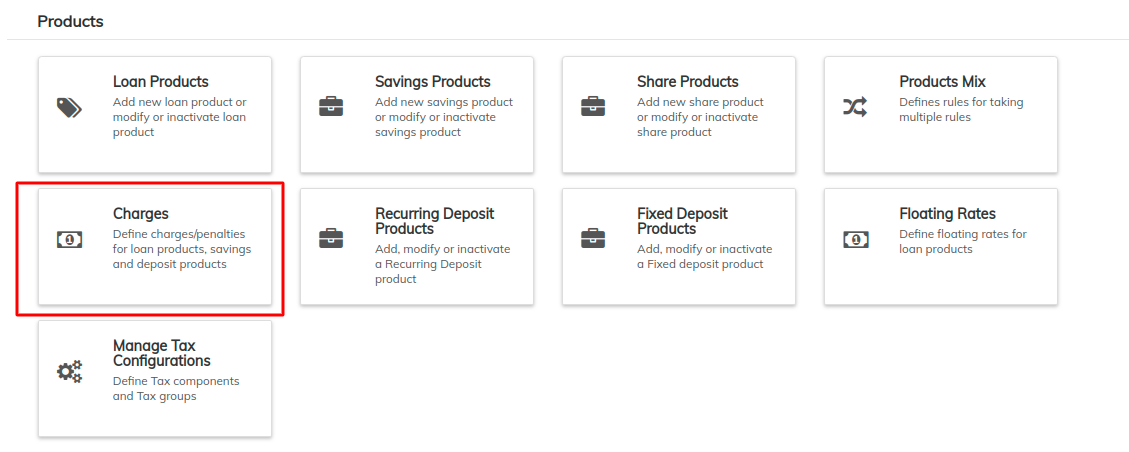 Products
Loan Products
Add new loan product or
modify or inactivate loan
product
Savings Products
Add new savings product
or modify or inactivate
savings product
Share Products
Add new share product
or modify or inactivate
share product
Products Mix
Defines rules for taking
multiple rules
Charges
Define charges/penalties
for loan products, savings
and deposit products
Recurring Deposit
Products
Add, modify or inactivate
a Recurring Deposit
product
Fixed Deposit
Products
Add, modify or inactivate
a Fixed deposit product
Floating Rates
Define floating rates for
loan products
Manage Tax
Configurations
Define Tax components
and Tax groups